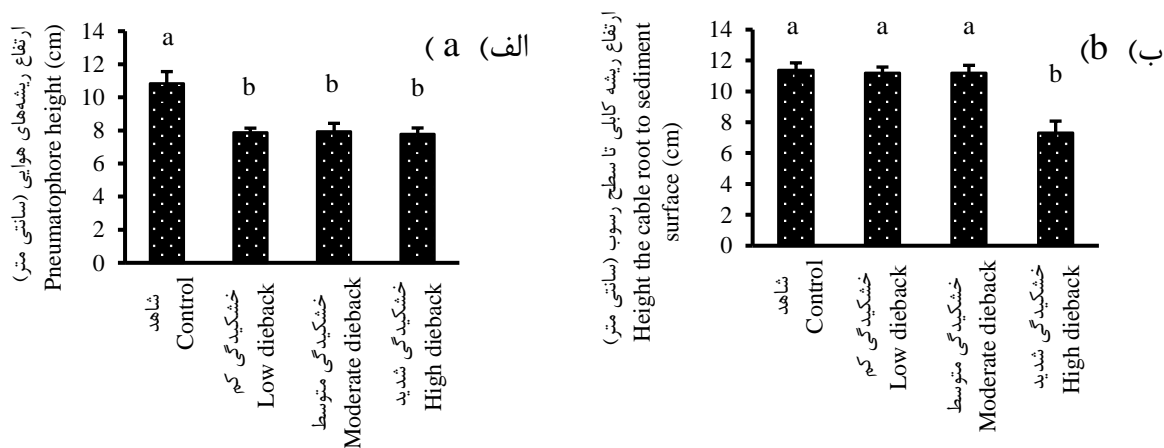 الف) a )
ارتفاع ریشه‌های هوایی (سانتی متر)
Pneumatophore height (cm)
14
12
10
8
6
4
2
0
a
b
b
b
شاهد
Control
خشکیدگی کم
Low dieback
خشکیدگی متوسط
Moderate dieback
خشکیدگی شدید
High dieback
ب) b)
ارتفاع ریشه کابلی تا سطح رسوب (سانتی متر)
Height the cable root to sediment
surface (cm)
14
12
10
8
6
4
2
0
a
a
a
b
شاهد
Control
خشکیدگی کم
Low dieback
خشکیدگی متوسط
Moderate dieback
خشکیدگی شدید
High dieback